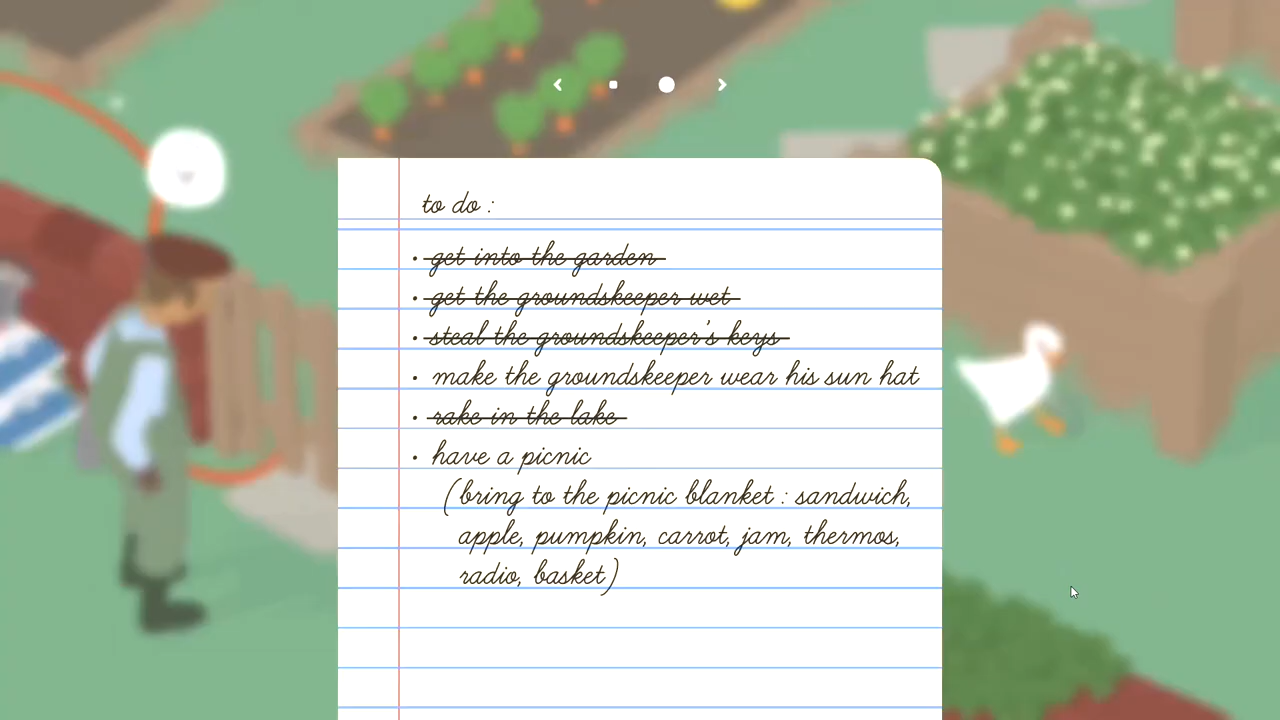 to do :
• get into the garden
• get the groundskeeper wet
• steal the groundskeeper's keys
• make the groundskeeper wear his sun hat
• rake in the lake
• have a picnic
(bring to the picnic blanket : sandwich,
apple, pumpkin, carrot, jam, thermos,
radio, basket)